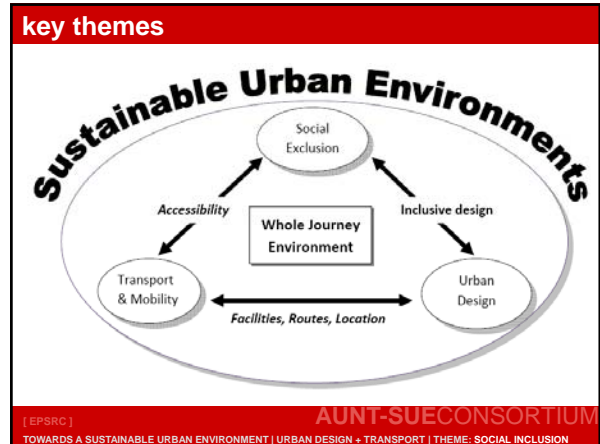 key themes
Sustainable Urban Environments
Social
Exclusion
Accessibility
Inclusive design
Whole Journey
Environment
Transport
& Mobility
Urban
Design
Facilities, Routes, Location
[ EPSRC ]
AUNT-SUECONSORTIUM
TOWARDS A SUSTAINABLE URBAN ENVIRONMENT | URBAN DESIGN + TRANSPORT | THEME: SOCIAL INCLUSION